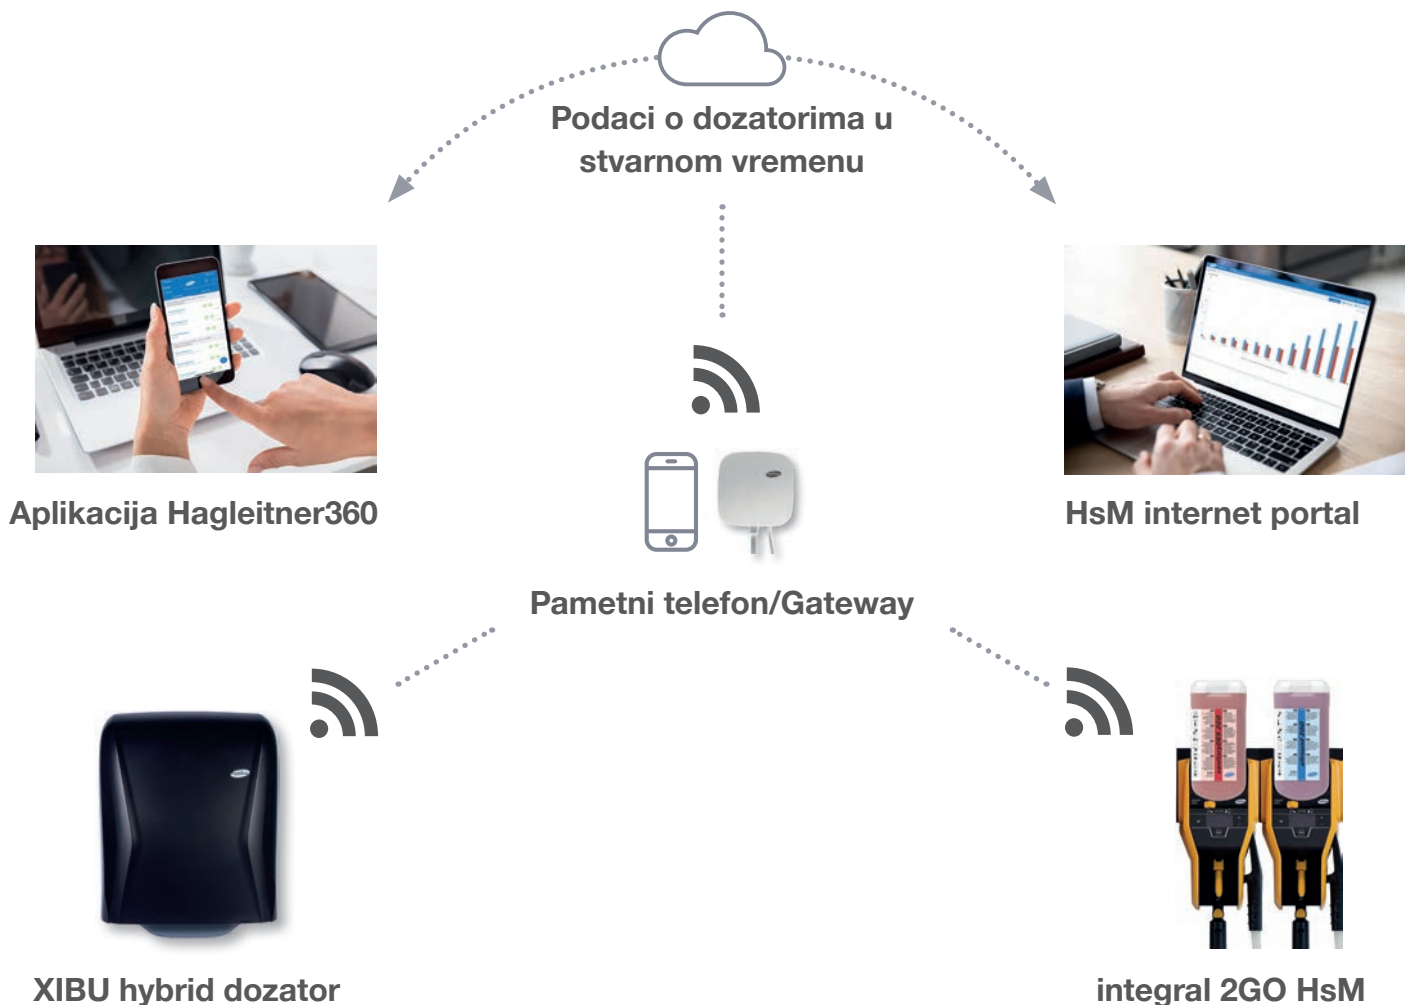 Podaci o dozatorima u
stvarnom vremenu
Aplikacija Hagleitner360
HsM internet portal
Pametni telefon/Gateway
XIBU hybrid dozator
integral 2GO HsM